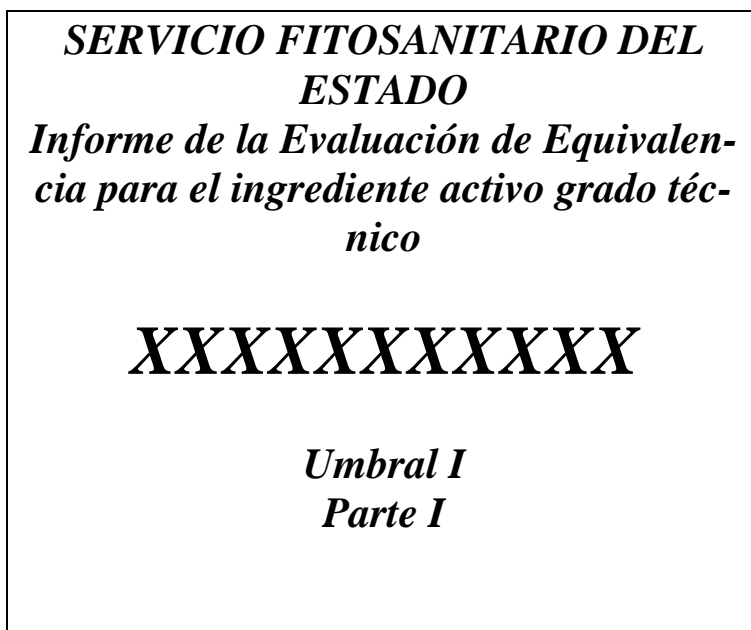 SERVICIO FITOSANITARIO DEL
ESTADO
Informe de la Evaluación de Equivalen-
cia para el ingrediente activo grado téc-
nico
XXXXXXXXXXX
Umbral I
Parte I